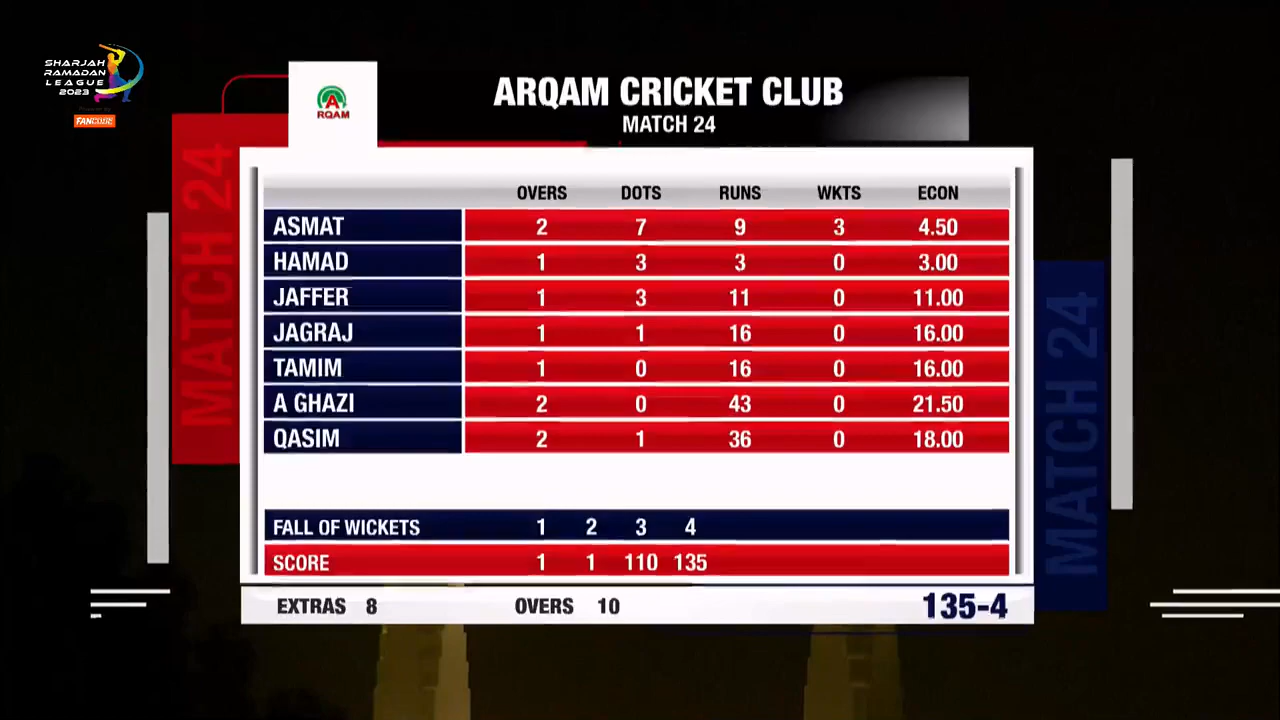 SHARJAH
RAMADAN
LEAGUE
2023
FANCODE
A
RQAM
ARQAM CRICKET CLUB
MATCH 24
MATCH 24
OVERS DOTS RUNS WKTS ECON
ASMAT 2 7 9 3 4.50
HAMAD 1 3 3 0 3.00
JAFFER 1 3 11 0 11.00
JAGRAJ 1 1 16 0 16.00
TAMIM 1 0 16 0 16.00
A GHAZI 2 0 43 0 21.50
QASIM 2 1 36 0 18.00
FALL OF WICKETS 1 2 3 4
SCORE 1 1 110 135
EXTRAS 8 OVERS 10 135-4
MATCH 24